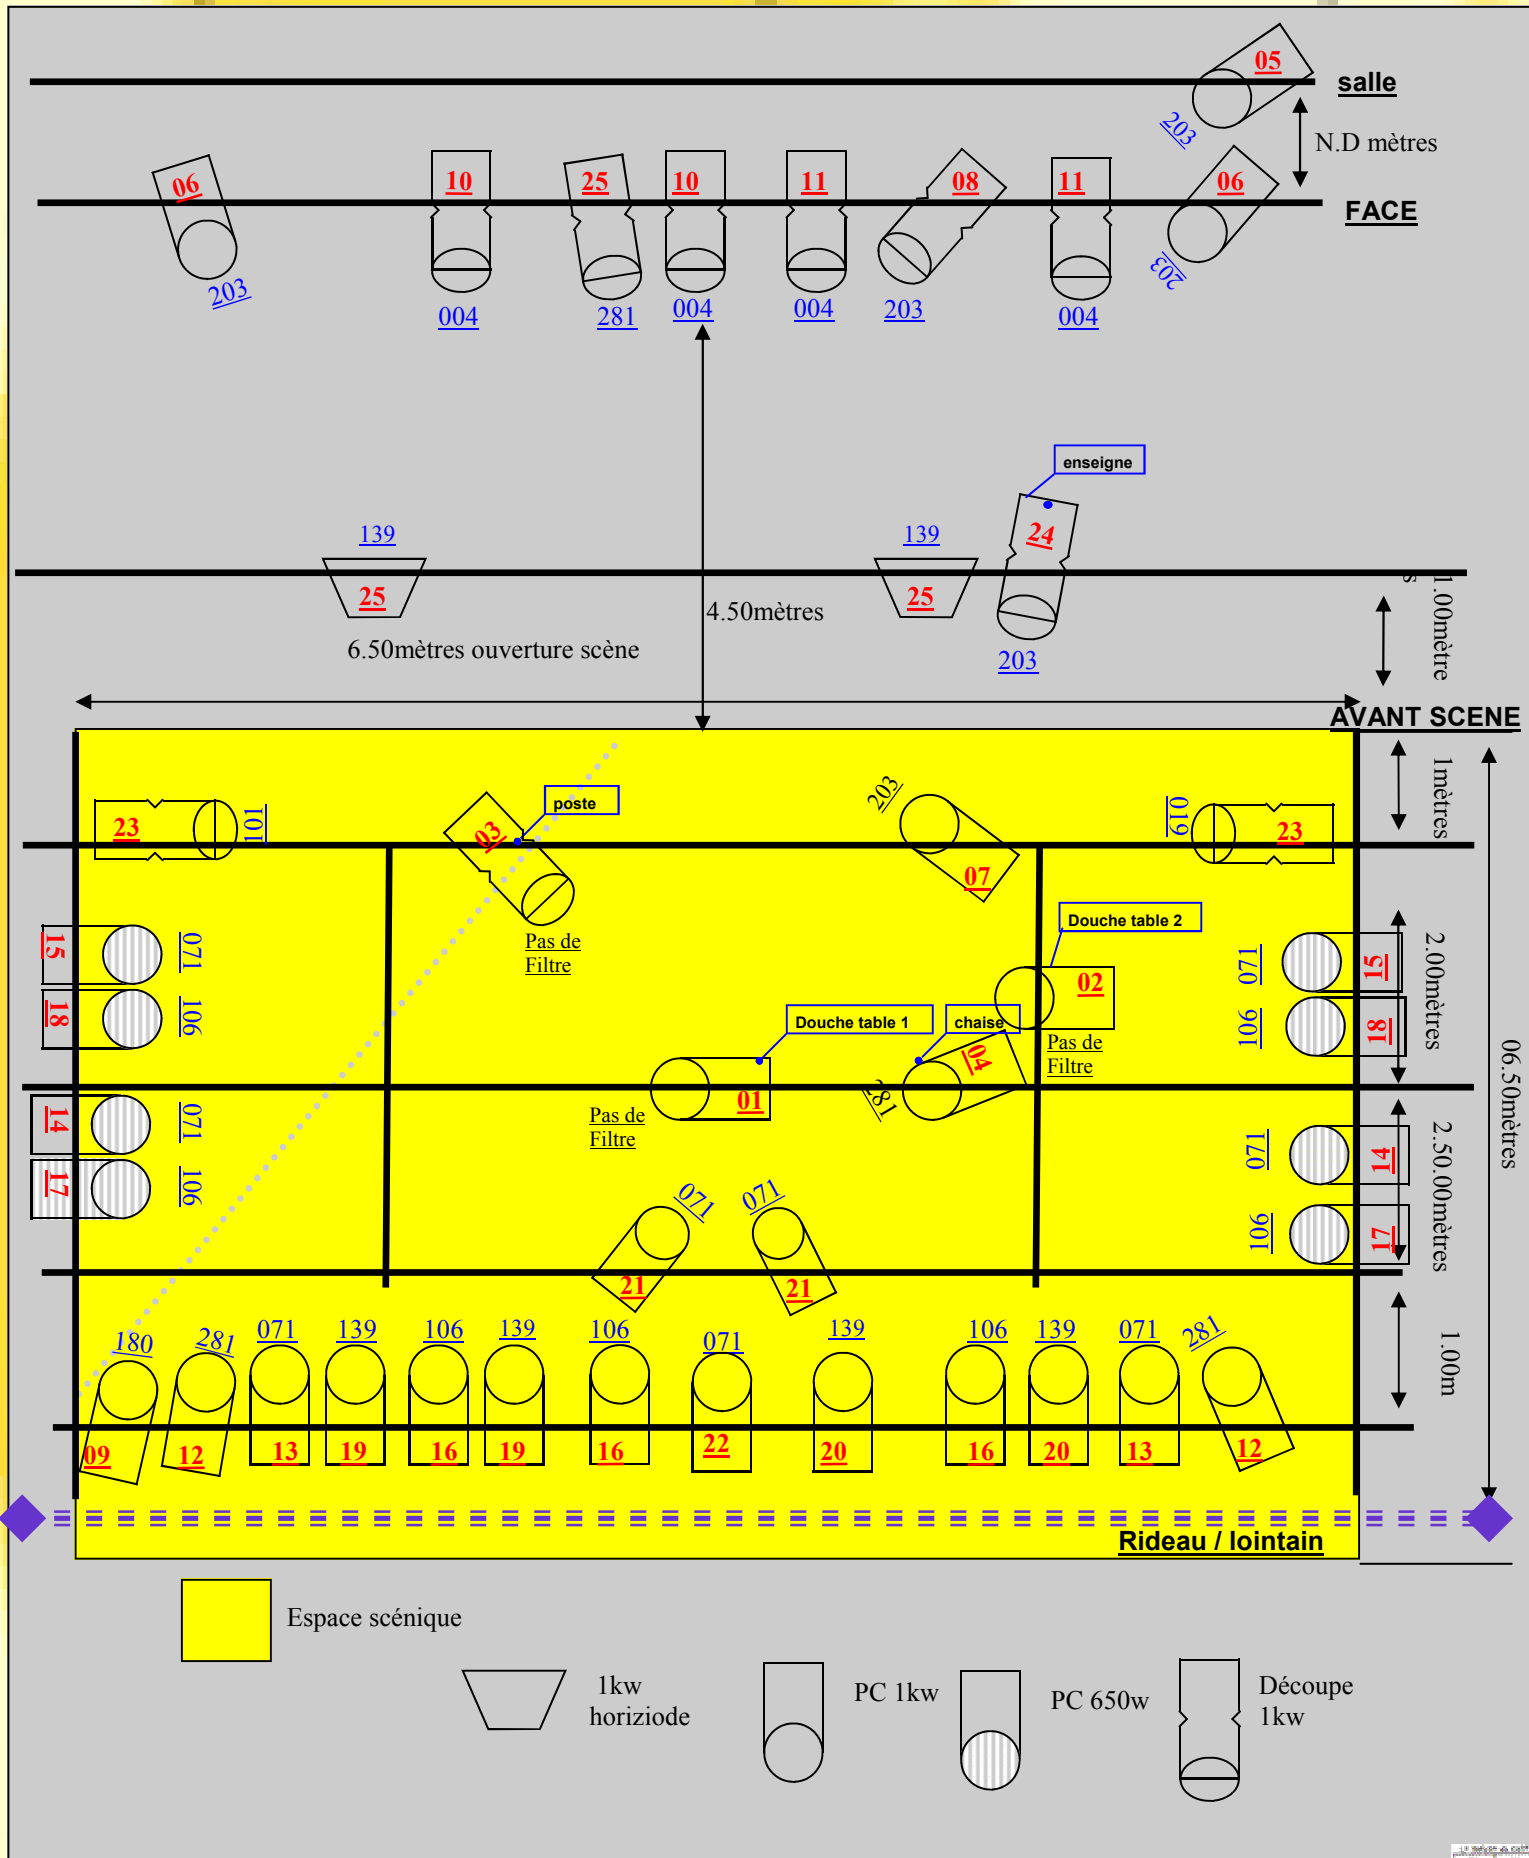 05
salle
203
N.D mètres
06
10
25
10
11
08
11
06
FACE
203
004
281
004
004
203
004
203
enseigne
24
139
139
25
25
1.00mètre
s
4.50mètres
6.50mètres ouverture scène
203
AVANT SCENE
1mètres
poste
203
23
101
03
019
23
07
Douche table 2
Pas de
Filtre
15
071
071
15
2.00mètres
02
18
106
106
18
Douche table 1
chaise
Pas de
Filtre
04
281
01
Pas de
Filtre
06.50mètres
14
071
071
14
2.50.00mètres
17
106
106
17
071
071
21
21
180
281
071
139
106
139
106
071
139
106
139
071
281
1.00m
09
12
13
19
16
19
16
22
20
16
20
13
12
Rideau / lointain
Espace scénique
1kw
horiziode
PC 1kw
PC 650w
Découpe
1kw